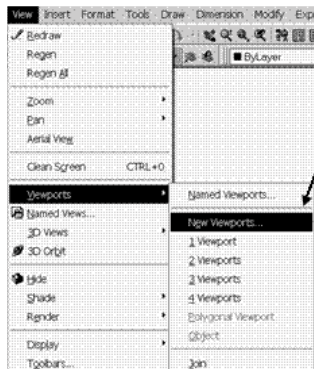 View Insert Format Tools Draw Dimension Modify Exp
Redraw
Regen
Regen All
ByLayer
Zoom
Pan
Aerial View
Clean Screen CTRL+0
Viewports
Named Views...
3D Views
3D Orbit
Hide
Shade
Render
Display
Toolbars...
Named Viewports...
New Viewports...
1 Viewport
2 Viewports
3 Viewports
4 Viewports
Polygonal Viewport
Object
Join